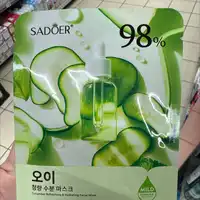 SADOER®
98%
오이
청량 수분 마스크
Cucumber Refreshing & Hydrating Facial Mask
MILD